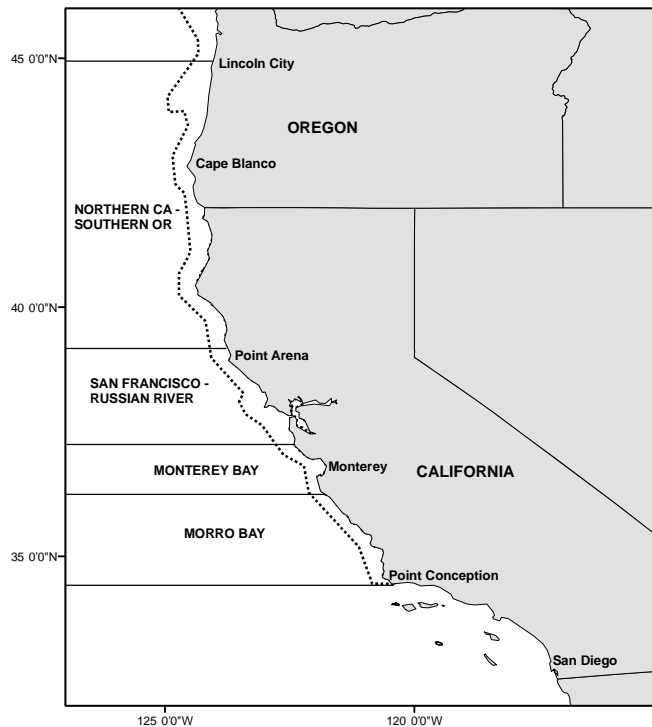 45 0'0"N
Lincoln City
OREGON
Cape Blanco
NORTHERN CA -
SOUTHERN OR
40 0'0"N
Point Arena
SAN FRANCISCO -
RUSSIAN RIVER
MONTEREY BAY
Monterey
CALIFORNIA
MORRO BAY
35 0'0"N
Point Conception
San Diego
125 0'0"W
120 0'0"W